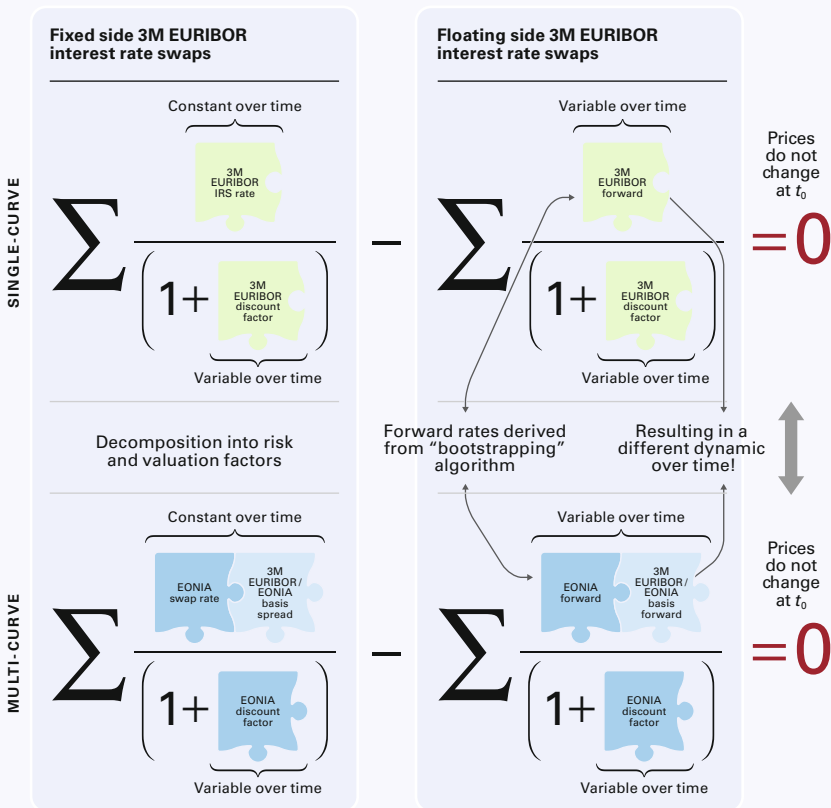 Fixed side 3M EURIBOR
interest rate swaps
Floating side 3M EURIBOR
interest rate swaps
SINGLE-CURVE
Constant over time
3M
EURIBOR
IRS rate
∑
(1+
3M
EURIBOR
discount
factor
)
Variable over time
−
Variable over time
3M
EURIBOR
forward
∑
(1+
3M
EURIBOR
discount
factor
)
Variable over time
Prices
do not
change
at t₀
=0
Decomposition into risk
and valuation factors
Forward rates derived
from “bootstrapping”
algorithm
Resulting in a
different dynamic
over time!
MULTI-CURVE
Constant over time
EONIA
swap rate
3M
EURIBOR/
EONIA
basis
spread
∑
(1+
EONIA
discount
factor
)
Variable over time
−
Variable over time
EONIA
forward
3M
EURIBOR/
EONIA
basis
forward
∑
(1+
EONIA
discount
factor
)
Variable over time
Prices
do not
change
at t₀
=0